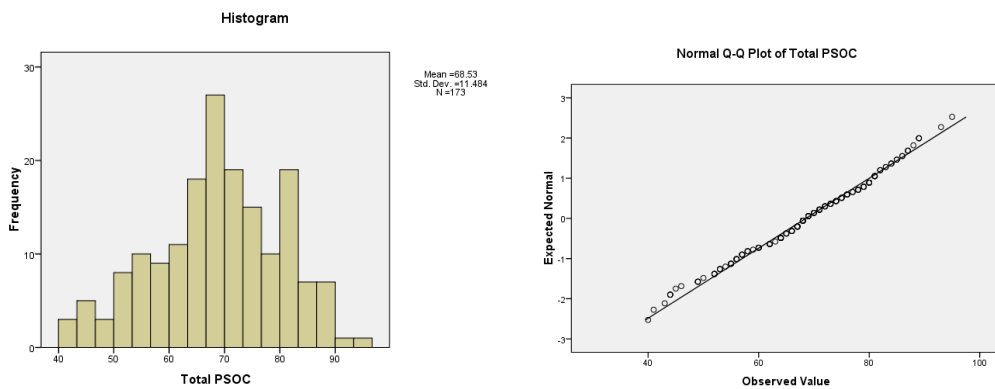 Histogram
Frequency
30
20
10
0
40 50 60 70 80 90
Total PSOC
Mean =68.53
Std. Dev. =11.484
N =173
Normal Q-Q Plot of Total PSOC
Expected Normal
3
2
1
0
-1
-2
-3
40 60 80 100
Observed Value